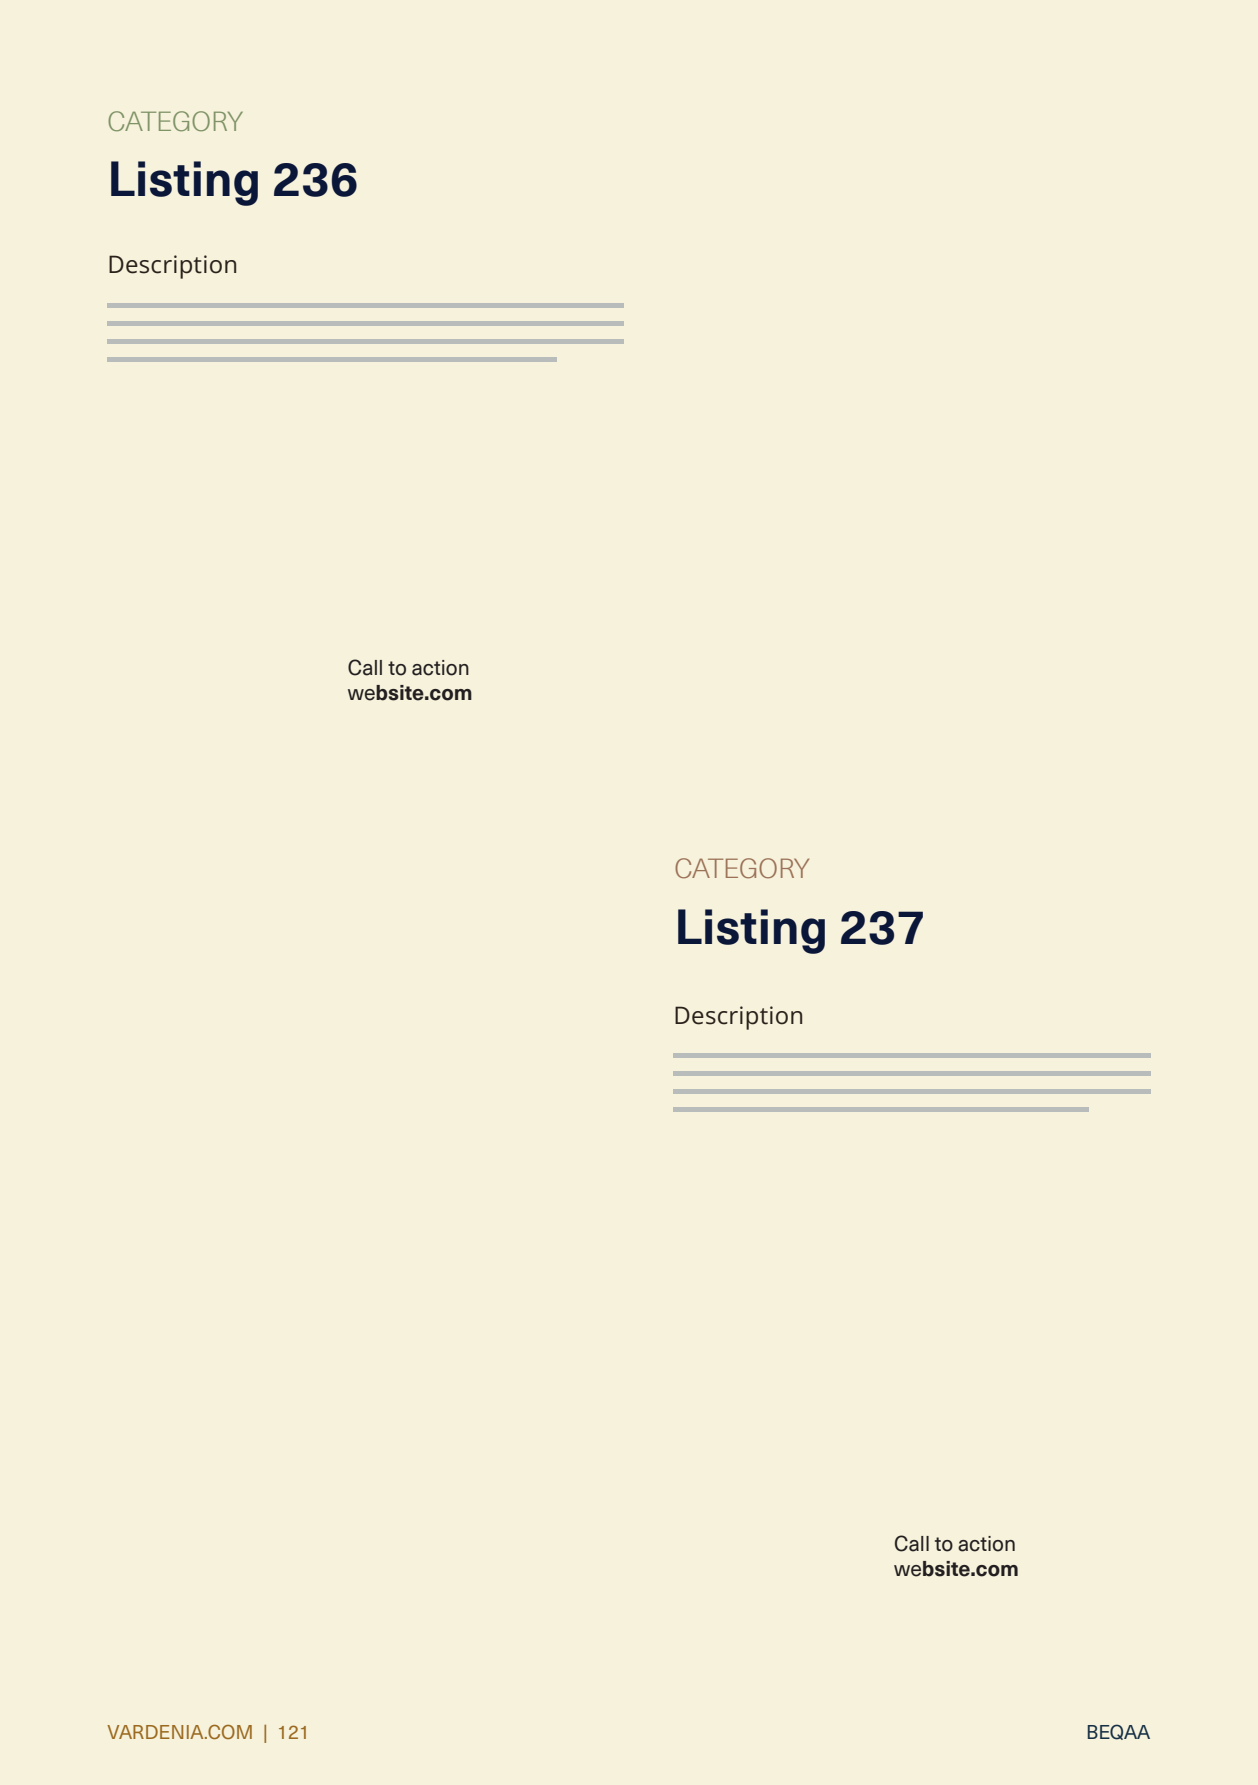 CATEGORY
Listing 236
Description
Call to action
website.com
CATEGORY
Listing 237
Description
Call to action
website.com
VARDENIA.COM | 121
BEQAA